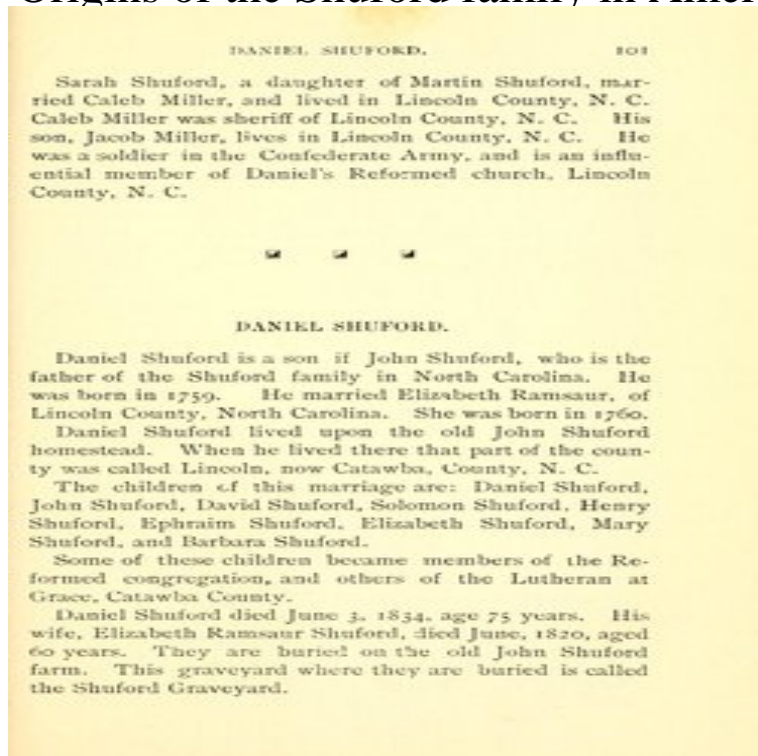 Origins of the Shuford family in Amer
DANIEL SHUFORD. 101
Sarah Shuford, a daughter of Martin Shuford, mar-
ried Caleb Miller, and lived in Lincoln County, N. C.
Caleb Miller was sheriff of Lincoln County, N. C. His
son, Jacob Miller, lives in Lincoln County, N. C. He
was a soldier in the Confederate Army, and is an influ-
ential member of Daniel's Reformed church, Lincoln
County, N. C.
DANIEL SHUFORD.
Daniel Shuford is a son if John Shuford, who is the
father of the Shuford family in North Carolina. He
was born in 1759. He married Elizabeth Ramsaur, of
Lincoln County, North Carolina. She was born in 1760.
Daniel Shuford lived upon the old John Shuford
homestead. When he lived there that part of the coun-
ty was called Lincoln, now Catawba, County, N. C.
The children of this marriage are: Daniel Shuford,
John Shuford, David Shuford, Solomon Shuford, Henry
Shuford, Ephraim Shuford, Elizabeth Shuford, Mary
Shuford, and Barbara Shuford.
Some of these children became members of the Re-
formed congregation, and others of the Lutheran at
Grace, Catawba County.
Daniel Shuford died June 3, 1834, age 75 years. His
wife, Elizabeth Ramsaur Shuford, died June, 1820, aged
60 years. They are buried on the old John Shuford
farm. This graveyard where they are buried is called
the Shuford Graveyard.